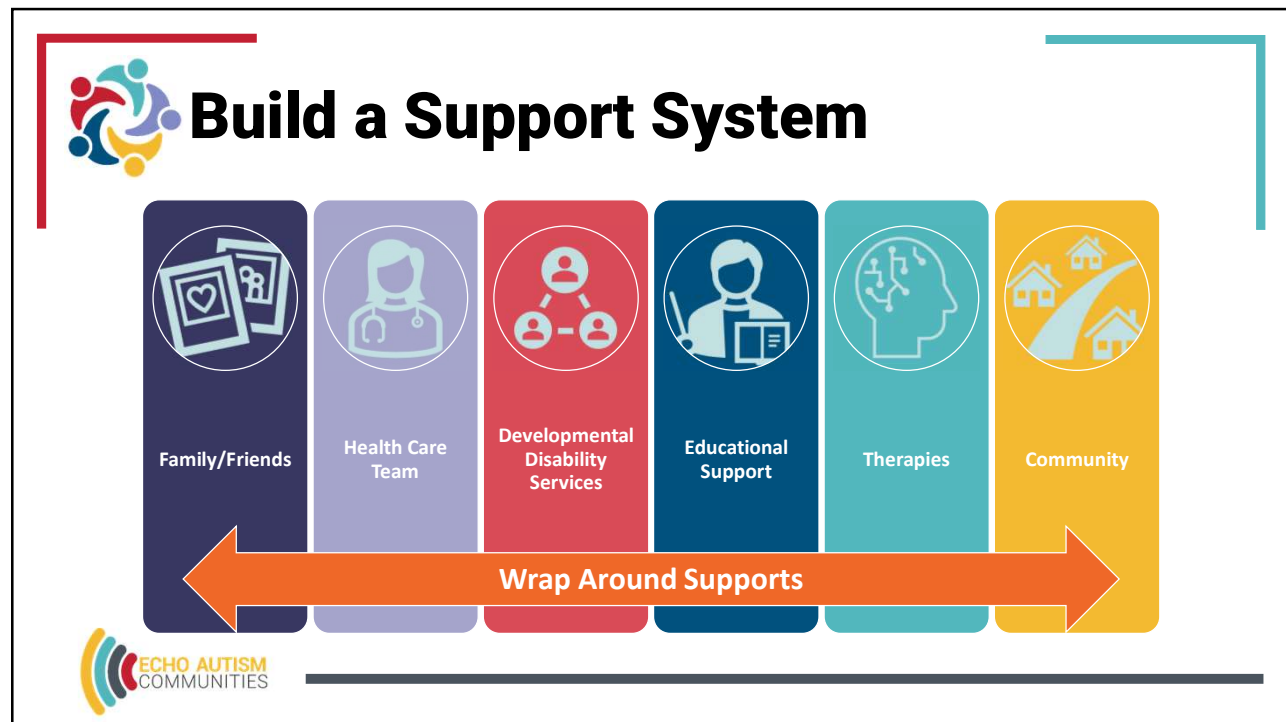 Build a Support System
Family/Friends
Health Care
Team
Developmental
Disability
Services
Educational
Support
Therapies
Community
Wrap Around Supports
ECHO AUTISM
COMMUNITIES